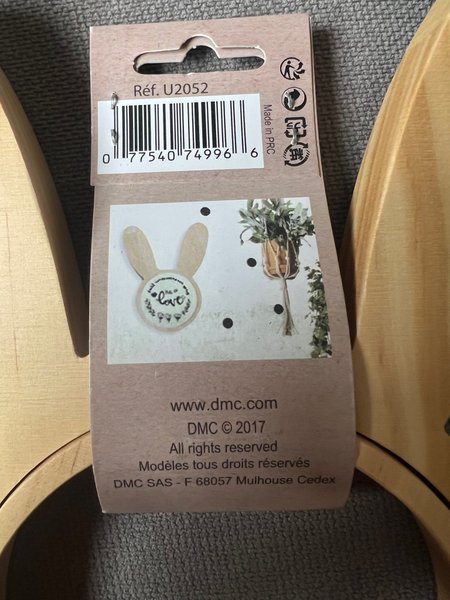 Réf. U2052
Made in PRC
0 77540 74996 6
love
www.dmc.com
DMC © 2017
All rights reserved
Modèles tous droits réservés
DMC SAS - F 68057 Mulhouse Cedex